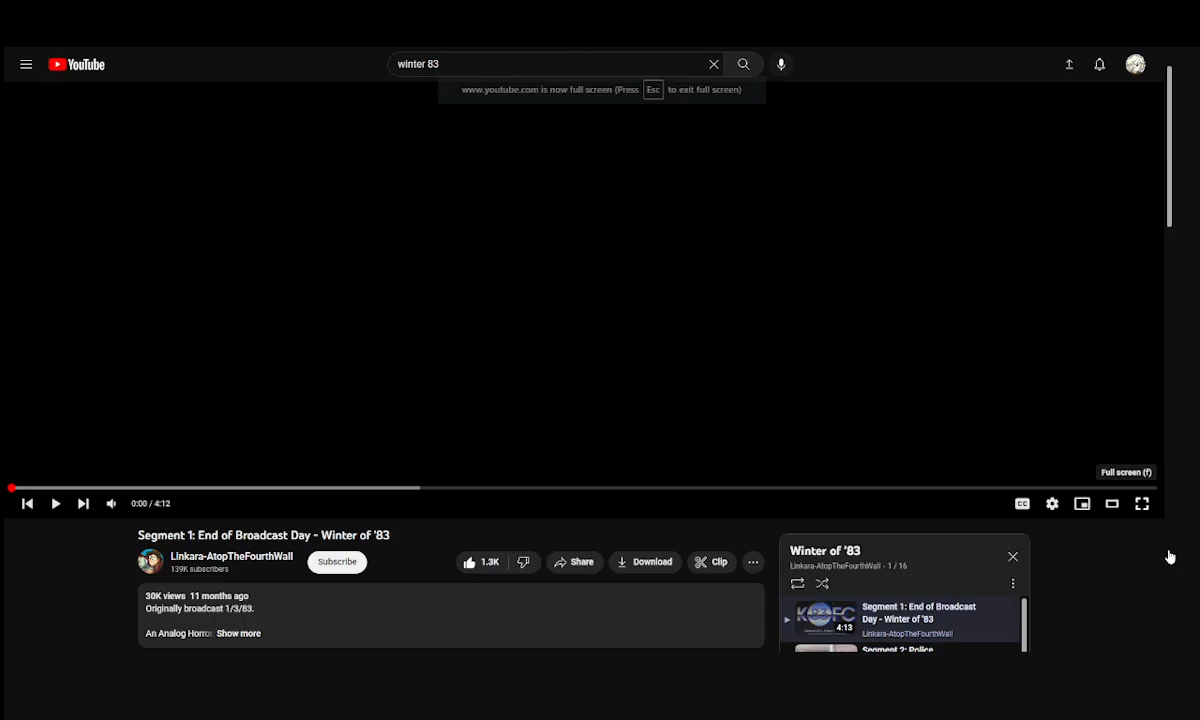 YouTube
winter 83
www.youtube.com is now full screen (Press Esc to exit full screen)
Full screen (f)
0:00 / 4:12
CC
Segment 1: End of Broadcast Day - Winter of '83
Linkara-AtopTheFourthWall
139K subscribers
Subscribe
1.3K
Share
Download
Clip
30K views 11 months ago
Originally broadcast 1/3/83.
An Analog Horror Show more
Winter of '83
Linkara-AtopTheFourthWall - 1 / 16
4:13
Segment 1: End of Broadcast
Day - Winter of '83
Linkara-AtopTheFourthWall
Segment 2: Police